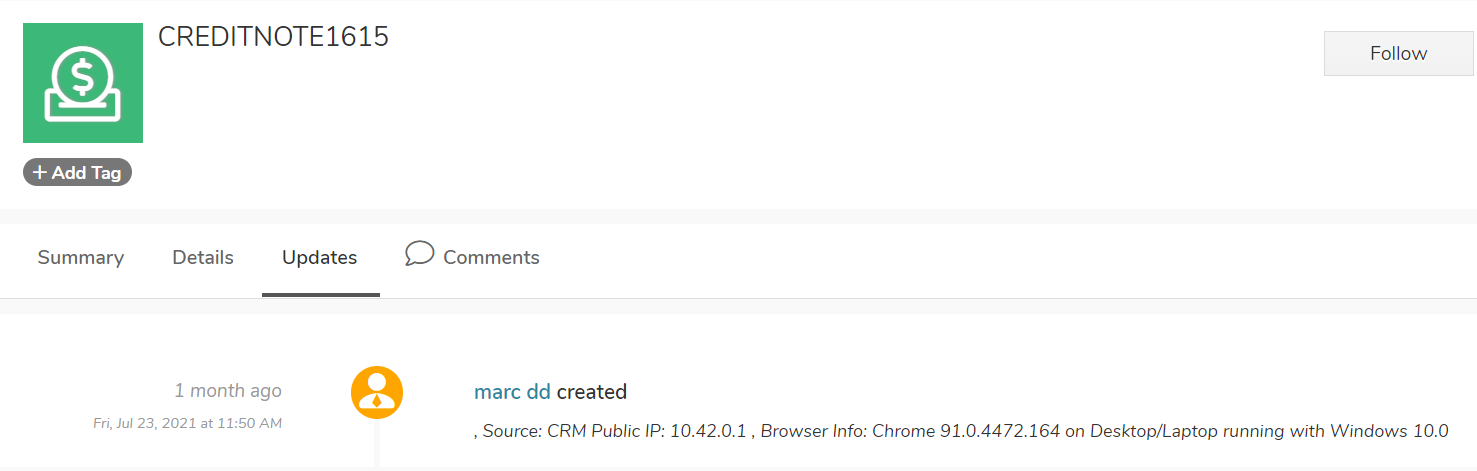 CREDITNOTE1615
Follow
+ Add Tag
Summary Details Updates Comments
1 month ago
marc dd created
Fri, Jul 23, 2021 at 11:50 AM
, Source: CRM Public IP: 10.42.0.1 , Browser Info: Chrome 91.0.4472.164 on Desktop/Laptop running with Windows 10.0